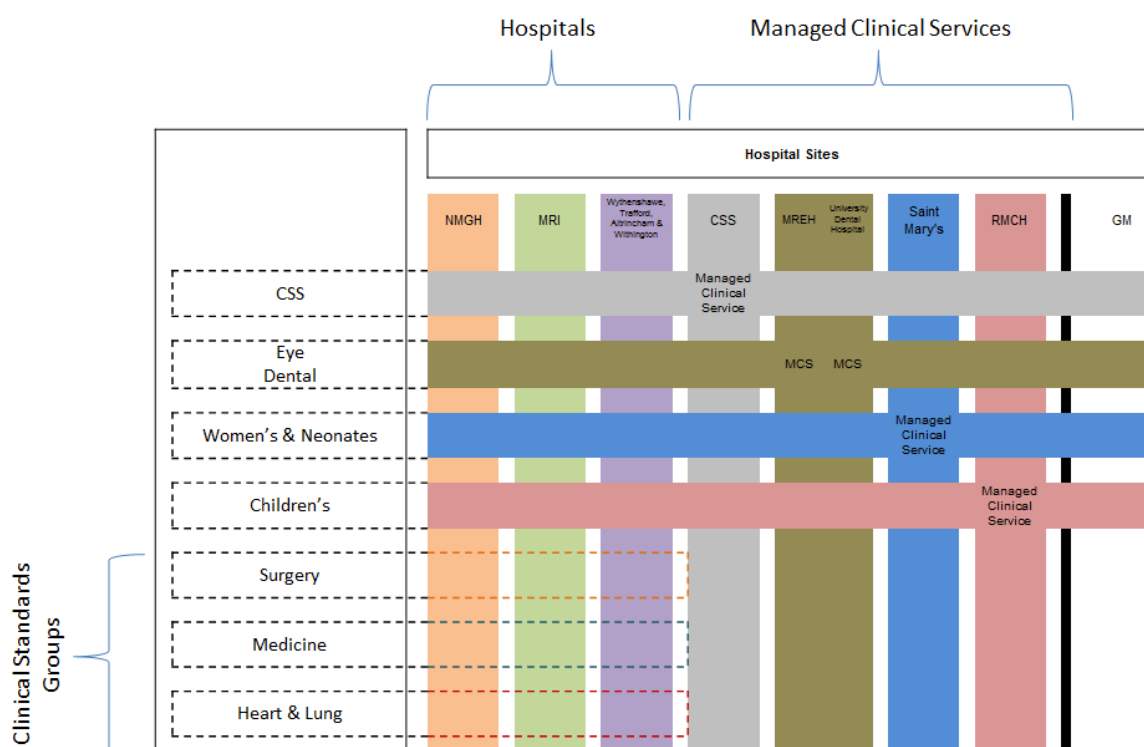 Hospitals
Managed Clinical Services
Hospital Sites
NMGH
MRI
Wythenshawe,
Trafford,
Altrincham &
Withington
CSS
MREH
University
Dental
Hospital
Saint
Mary's
RMCH
GM
CSS
Managed
Clinical
Service
Eye
Dental
MCS
MCS
Women's & Neonates
Managed
Clinical
Service
Children's
Managed
Clinical
Service
Clinical Standards
Groups
Surgery
Medicine
Heart & Lung